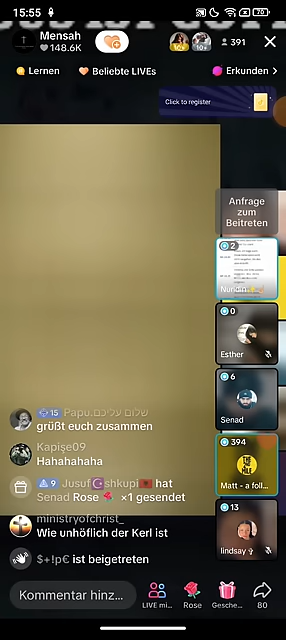 15:55
70
Mensah
148.6K
10+
391
Lernen
Beliebte LIVEs
Erkunden
Click to register
Anfrage
zum
Beitreten
2
0
Esther
6
Senad
394
Matt - a foll...
13
lindsay
15 Papu.שלום עליכם
grüßt euch zusammen
Kapişe09
Hahahahaha
9 Jusuf shkupi hat
Senad Rose ×1 gesendet
ministryofchrist_
Wie unhöflich der Kerl ist
$+!p€ ist beigetreten
Kommentar hinz...
LIVE mi...
Rose
Gesche...
80